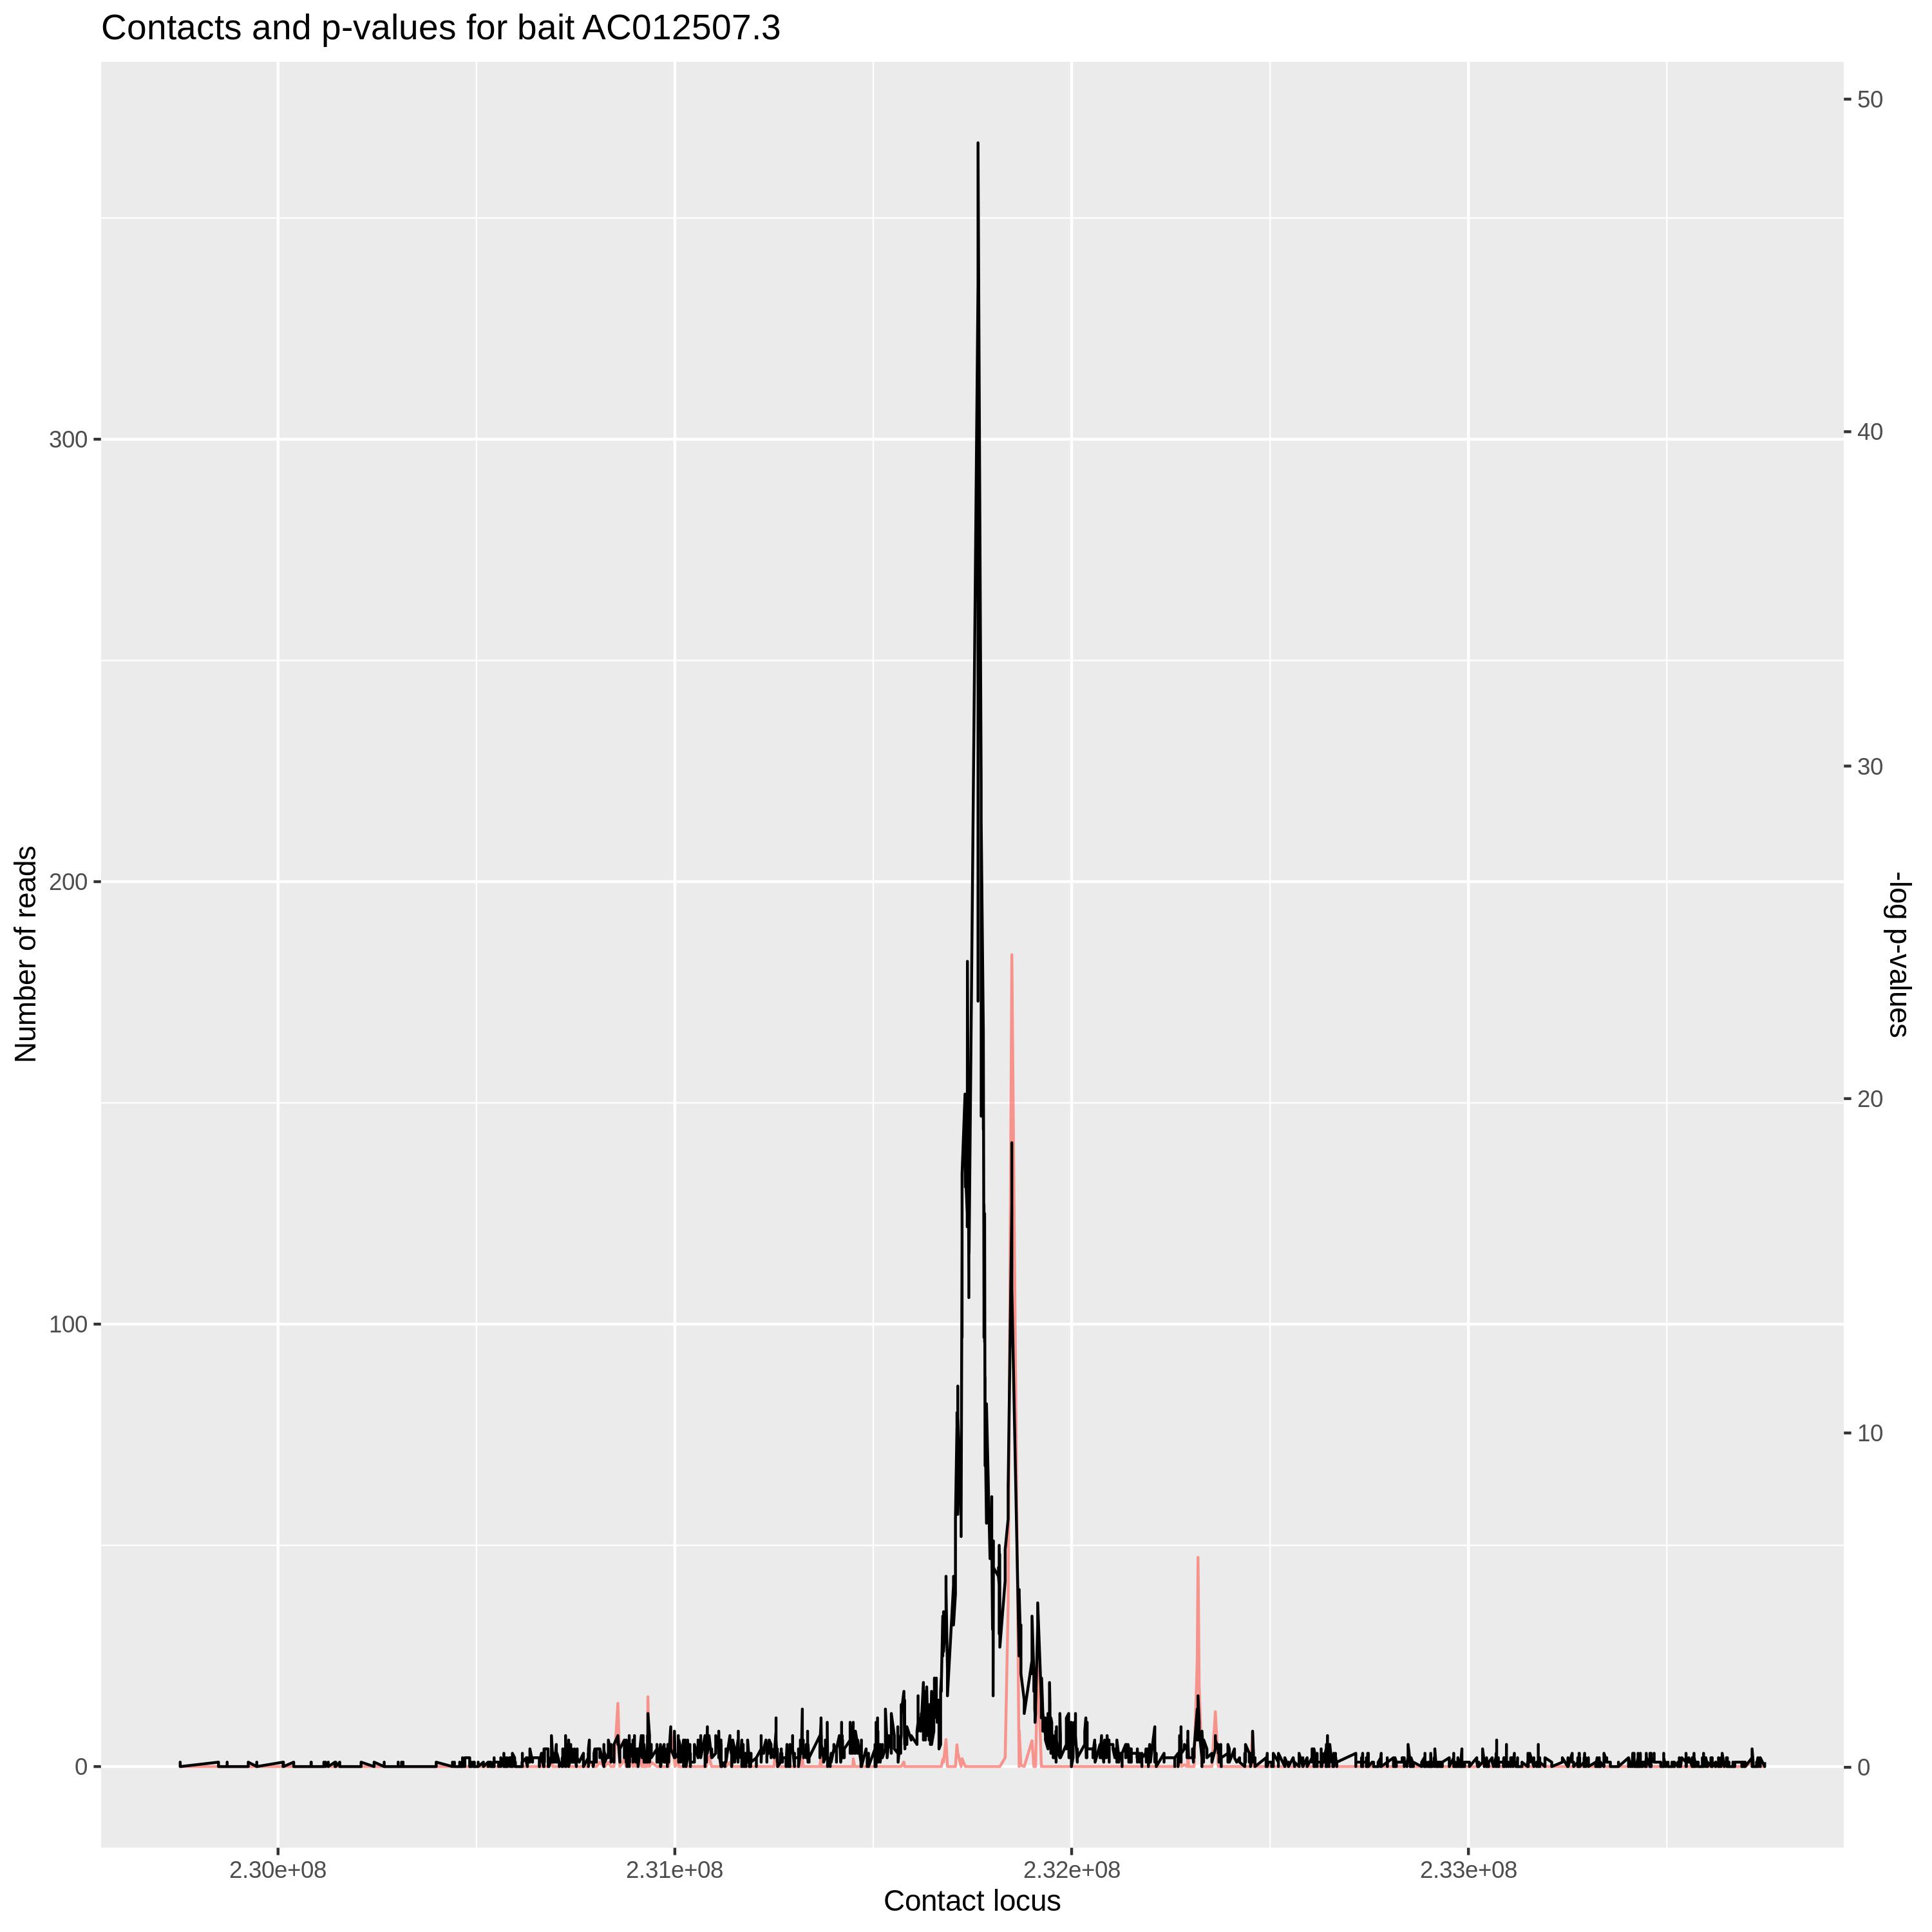 Contacts and p-values for bait AC012507.3
50
40
30
20
10
0
300
200
100
0
Number of reads
-log p-values
2.30e+08
2.31e+08
2.32e+08
2.33e+08
Contact locus